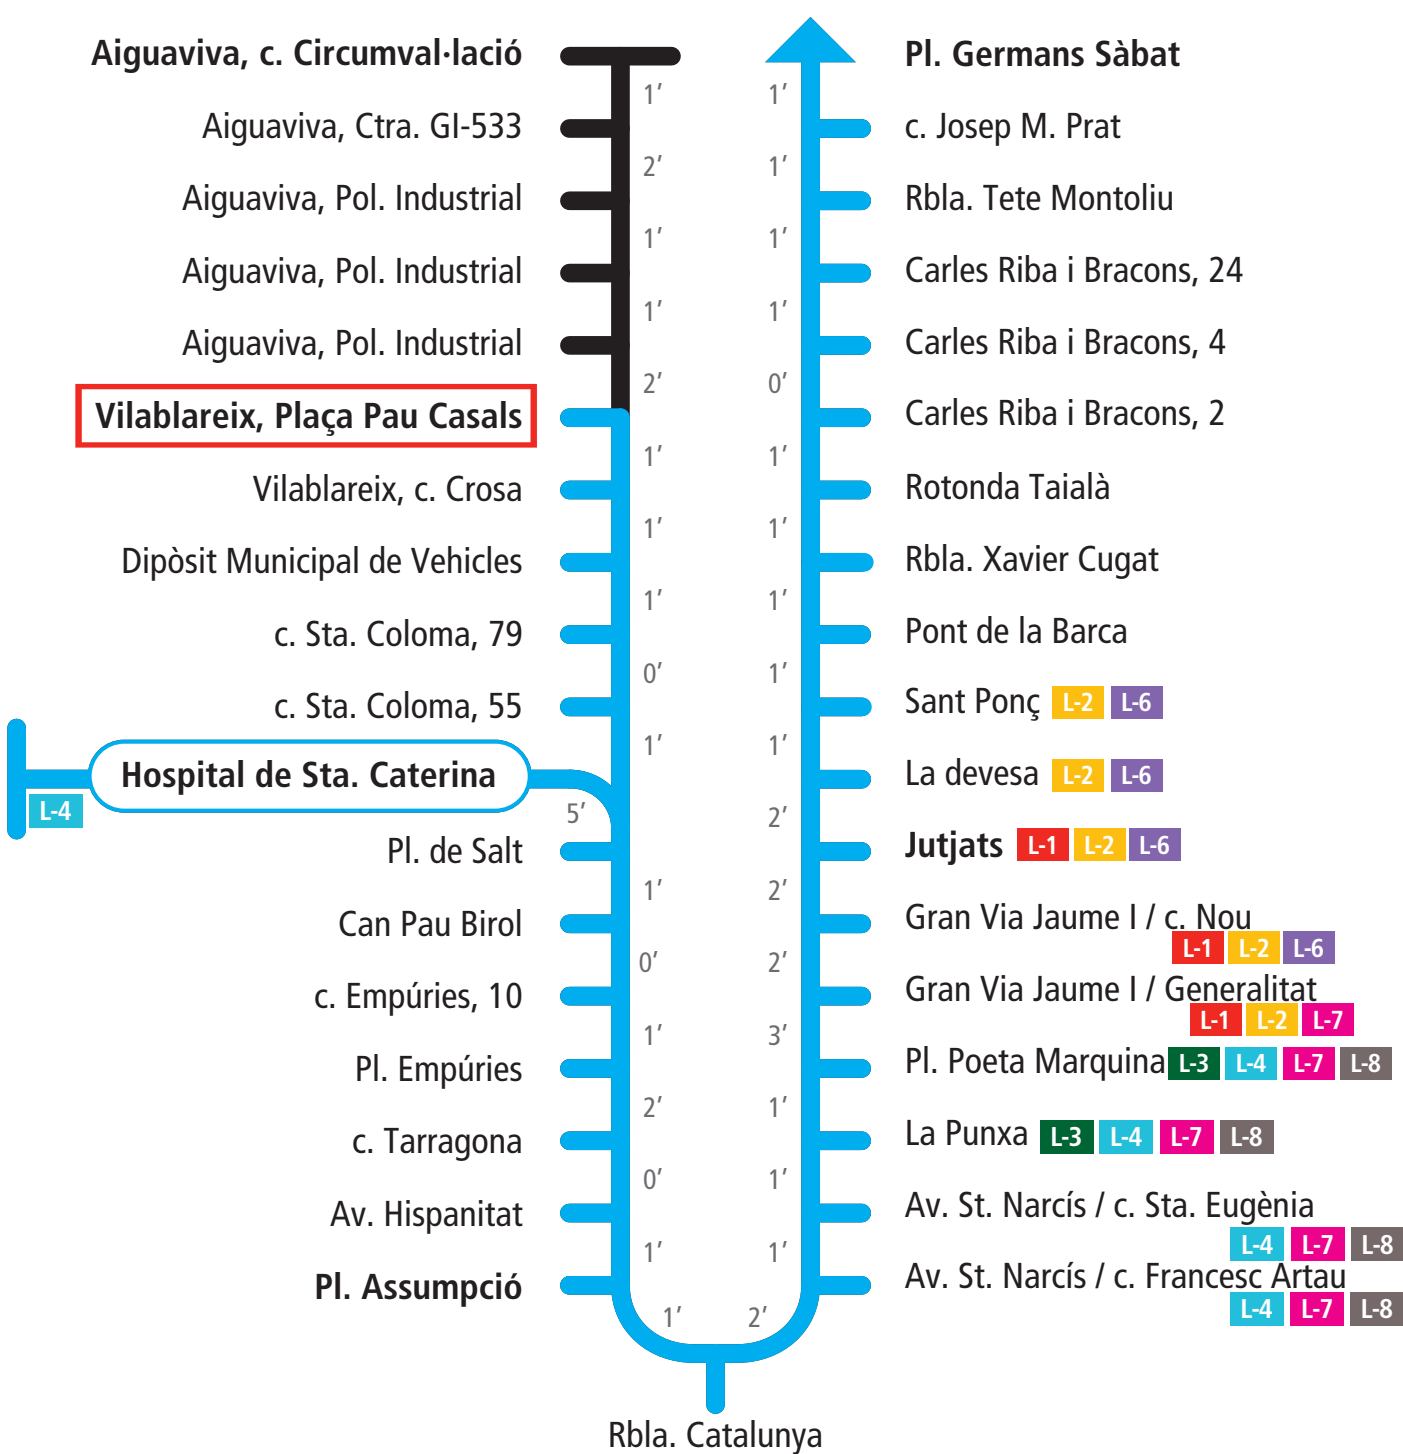 Aiguaviva, c. Circumval·lació
1’
Aiguaviva, Ctra. GI-533
2’
Aiguaviva, Pol. Industrial
1’
Aiguaviva, Pol. Industrial
1’
Aiguaviva, Pol. Industrial
2’
Vilablareix, Plaça Pau Casals
1’
Vilablareix, c. Crosa
1’
Dipòsit Municipal de Vehicles
1’
c. Sta. Coloma, 79
0’
c. Sta. Coloma, 55
1’
Hospital de Sta. Caterina
L-4
5’
Pl. de Salt
1’
Can Pau Birol
0’
c. Empúries, 10
1’
Pl. Empúries
2’
c. Tarragona
0’
Av. Hispanitat
1’
Pl. Assumpció
1’
Rbla. Catalunya
2’
Pl. Germans Sàbat
1’
c. Josep M. Prat
1’
Rbla. Tete Montoliu
1’
Carles Riba i Bracons, 24
1’
Carles Riba i Bracons, 4
0’
Carles Riba i Bracons, 2
1’
Rotonda Taialà
1’
Rbla. Xavier Cugat
1’
Pont de la Barca
1’
Sant Ponç L-2 L-6
1’
La devesa L-2 L-6
2’
Jutjats L-1 L-2 L-6
2’
Gran Via Jaume I / c. Nou
L-1 L-2 L-6
2’
Gran Via Jaume I / Generalitat
L-1 L-2 L-7
3’
Pl. Poeta Marquina L-3 L-4 L-7 L-8
1’
La Punxa L-3 L-4 L-7 L-8
1’
Av. St. Narcís / c. Sta. Eugènia
L-4 L-7 L-8
1’
Av. St. Narcís / c. Francesc Artau
L-4 L-7 L-8